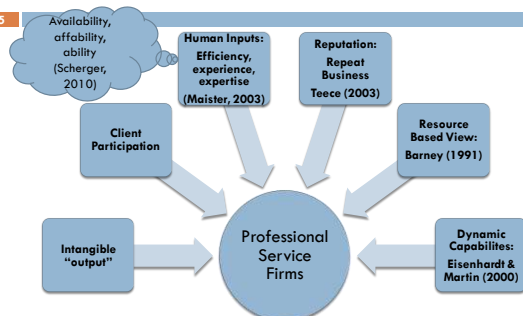 5
Availability,
affability,
ability
(Scherger,
2010)
Human Inputs:
Efficiency,
experience,
expertise
(Maister, 2003)
Reputation:
Repeat
Business
Teece (2003)
Client
Participation
Resource
Based View:
Barney (1991)
Intangible
“output”
Professional
Service
Firms
Dynamic
Capabilites:
Eisenhardt &
Martin (2000)